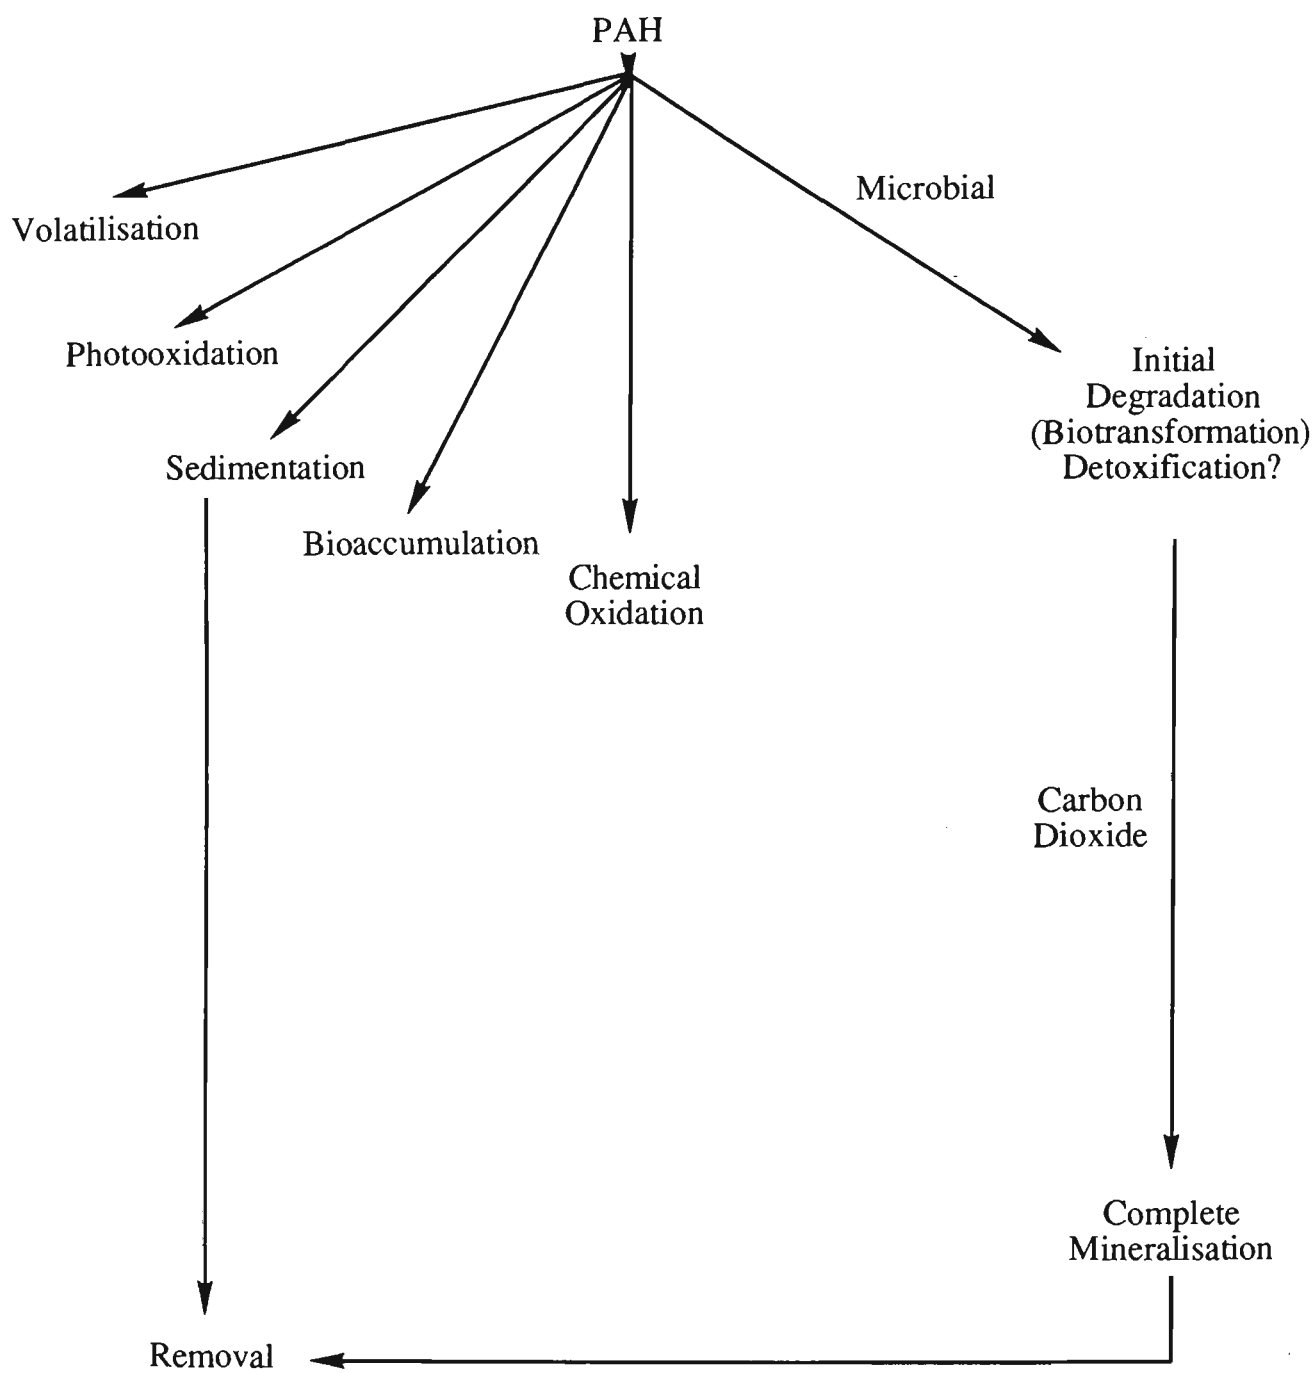 PAH
Microbial
Volatilisation
Photooxidation
Initial
Degradation
(Biotransformation)
Detoxification?
Sedimentation
Bioaccumulation
Chemical
Oxidation
Carbon
Dioxide
Complete
Mineralisation
Removal